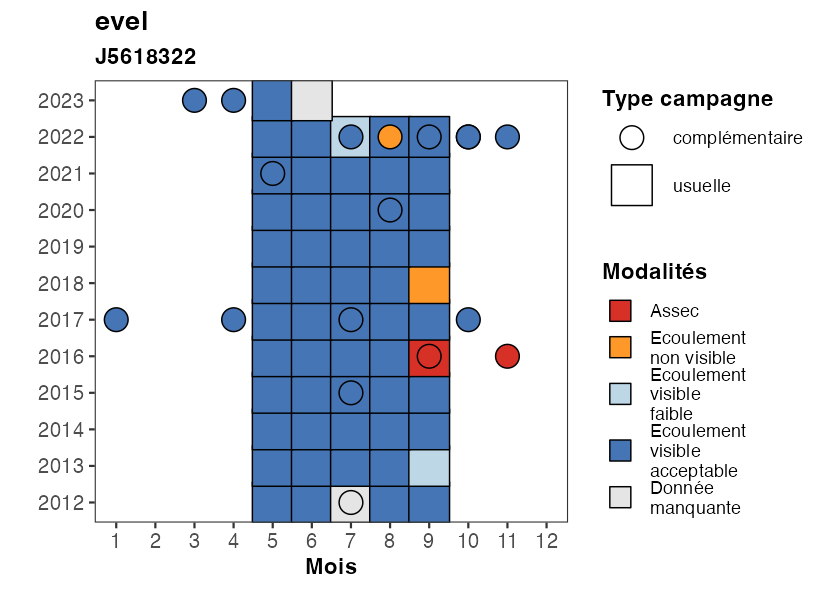 evel
J5618322
2023
2022
2021
2020
2019
2018
2017
2016
2015
2014
2013
2012
1 2 3 4 5 6 7 8 9 10 11 12
Mois
Type campagne
complémentaire
usuelle
Modalités
Assec
Ecoulement
non visible
Ecoulement
visible
faible
Ecoulement
visible
acceptable
Donnée
manquante